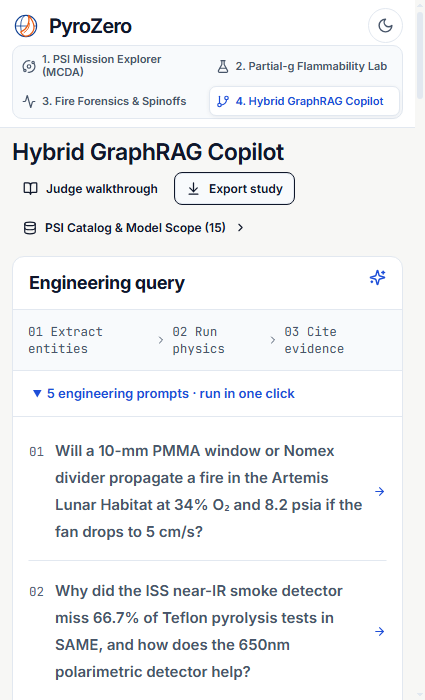 PyroZero
1. PSI Mission Explorer
(MCDA)
2. Partial-g Flammability Lab
3. Fire Forensics & Spinoffs
4. Hybrid GraphRAG Copilot
Hybrid GraphRAG Copilot
Judge walkthrough
Export study
PSI Catalog & Model Scope (15)
Engineering query
01 Extract
entities
02 Run
physics
03 Cite
evidence
▼ 5 engineering prompts · run in one click
01 Will a 10-mm PMMA window or Nomex
divider propagate a fire in the Artemis
Lunar Habitat at 34% O₂ and 8.2 psia if the
fan drops to 5 cm/s?
02 Why did the ISS near-IR smoke detector
miss 66.7% of Teflon pyrolysis tests in
SAME, and how does the 650nm
polarimetric detector help?